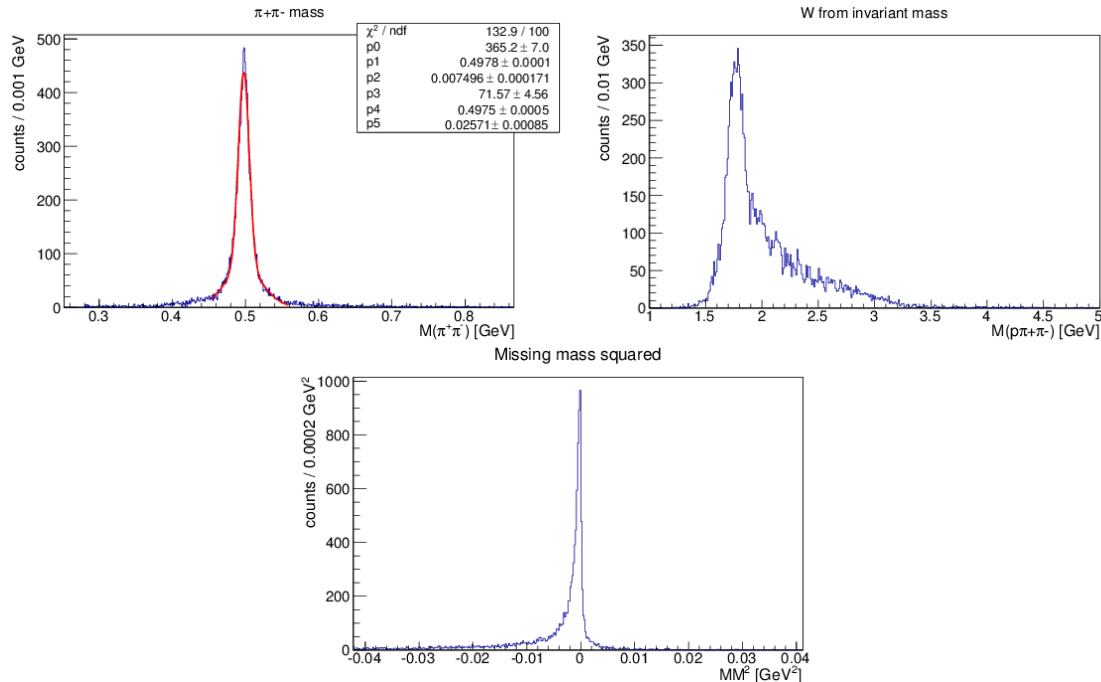 π+π- mass
counts / 0.001 GeV
500
400
300
200
100
0
0.3 0.4 0.5 0.6 0.7 0.8
M(π⁺π⁻) [GeV]
χ² / ndf 132.9 / 100
p0 365.2 ± 7.0
p1 0.4978 ± 0.0001
p2 0.007496 ± 0.000171
p3 71.57 ± 4.56
p4 0.4975 ± 0.0005
p5 0.02571 ± 0.00085
W from invariant mass
counts / 0.01 GeV
350
300
250
200
150
100
50
0
1 1.5 2 2.5 3 3.5 4 4.5 5
M(pπ+π-) [GeV]
Missing mass squared
counts / 0.0002 GeV²
1000
800
600
400
200
0
-0.04 -0.03 -0.02 -0.01 0 0.01 0.02 0.03 0.04
MM² [GeV²]